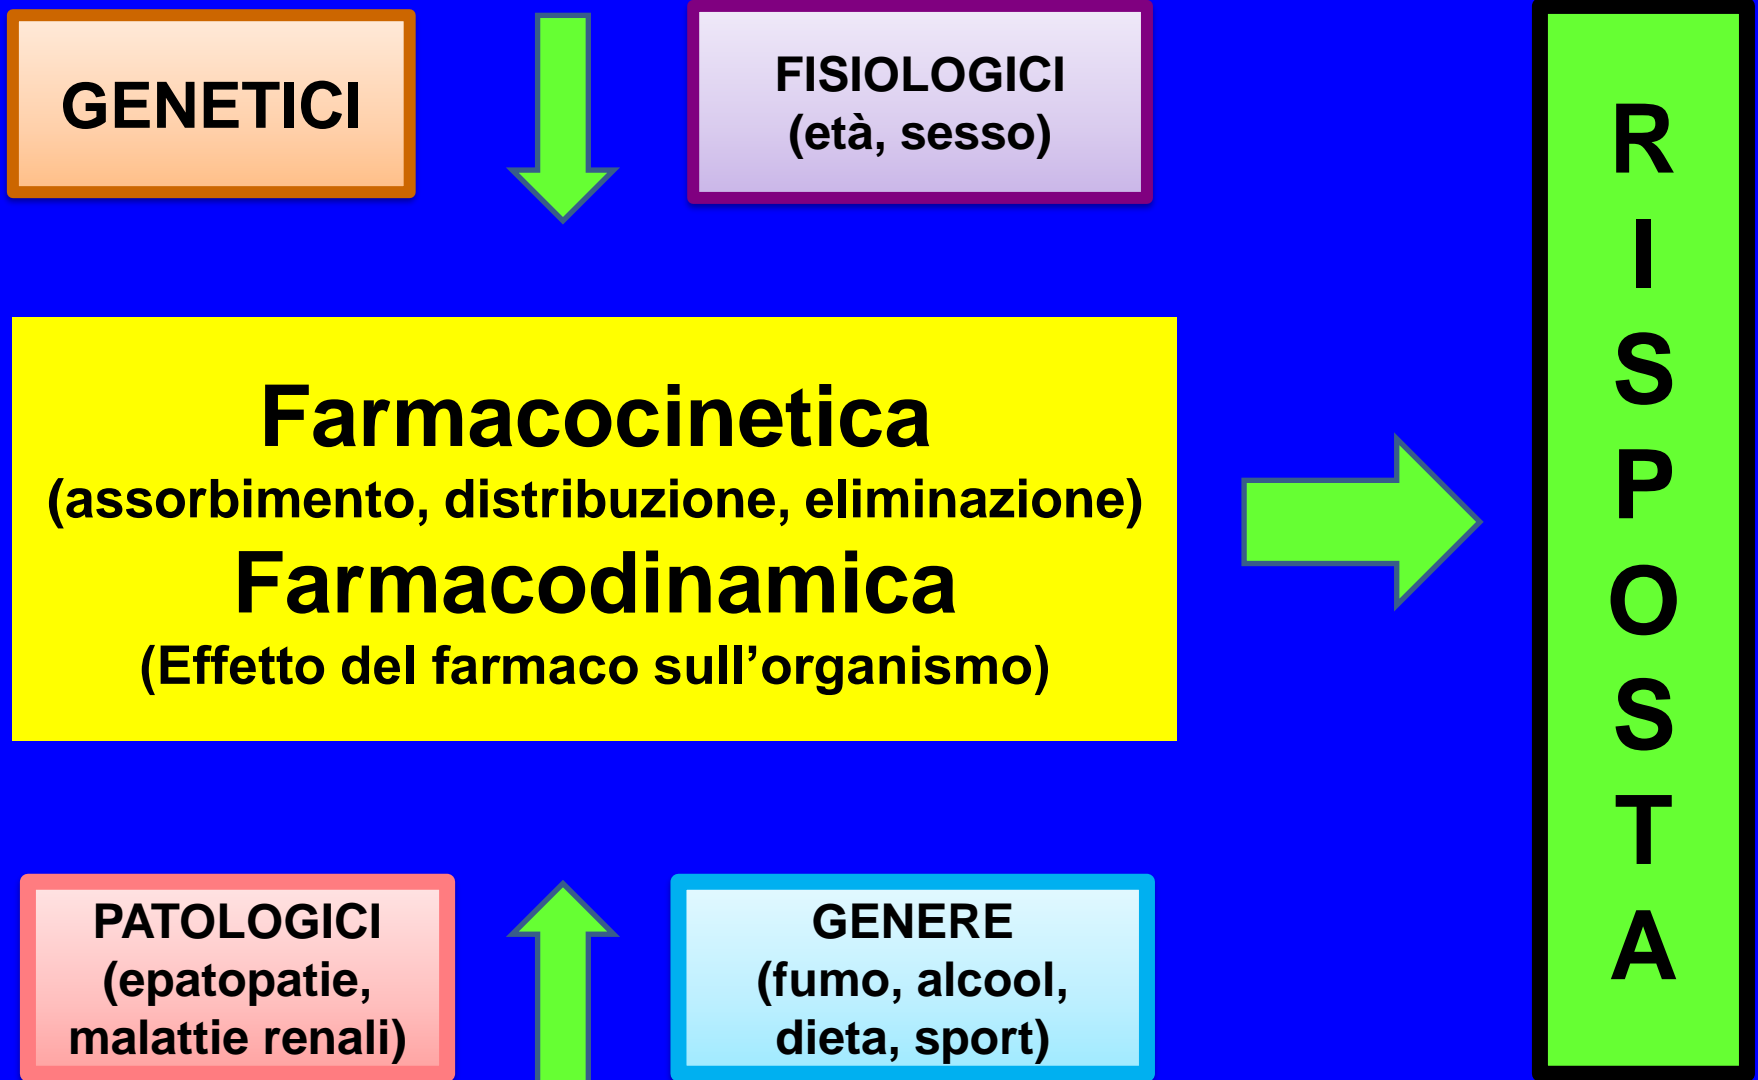 GENETICI
FISIOLOGICI
(età, sesso)
Farmacocinetica
(assorbimento, distribuzione, eliminazione)
Farmacodinamica
(Effetto del farmaco sull’organismo)
PATOLOGICI
(epatopatie,
malattie renali)
GENERE
(fumo, alcool,
dieta, sport)
R
I
S
P
O
S
T
A